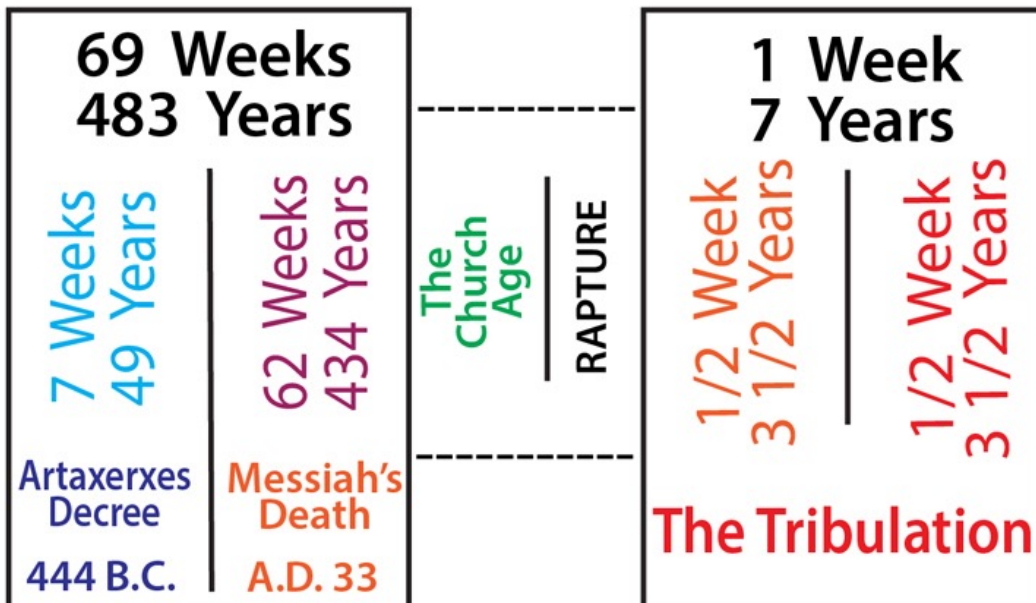 69 Weeks
483 Years
7 Weeks
49 Years
62 Weeks
434 Years
Artaxerxes
Decree
444 B.C.
Messiah's
Death
A.D. 33
The
Church
Age
RAPTURE
1 Week
7 Years
1/2 Week
3 1/2 Years
1/2 Week
3 1/2 Years
The Tribulation